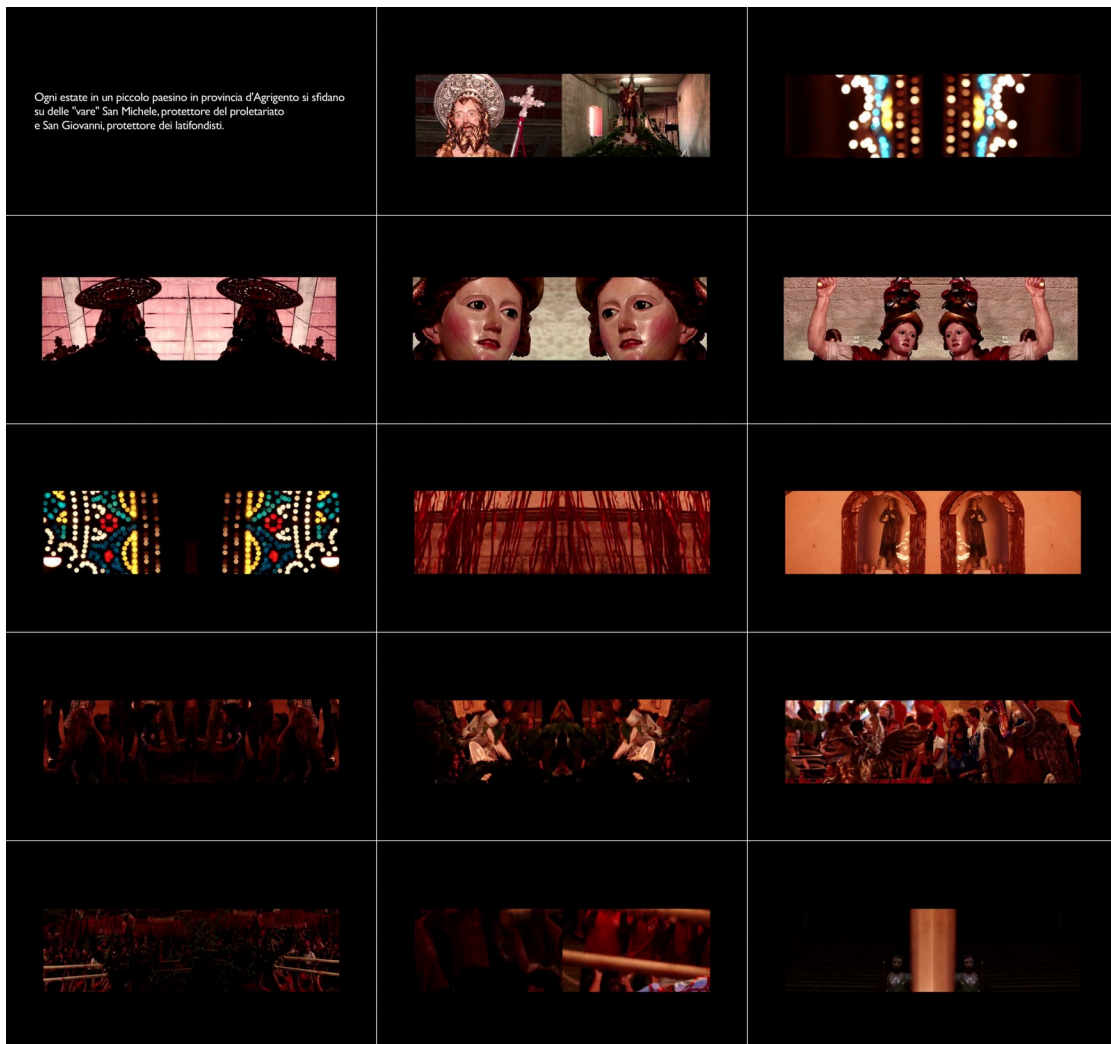 Ogni estate in un piccolo paesino in provincia d'Agrigento si sfidano
su delle "vare" San Michele, protettore del proletariato
e San Giovanni, protettore dei latifondisti.